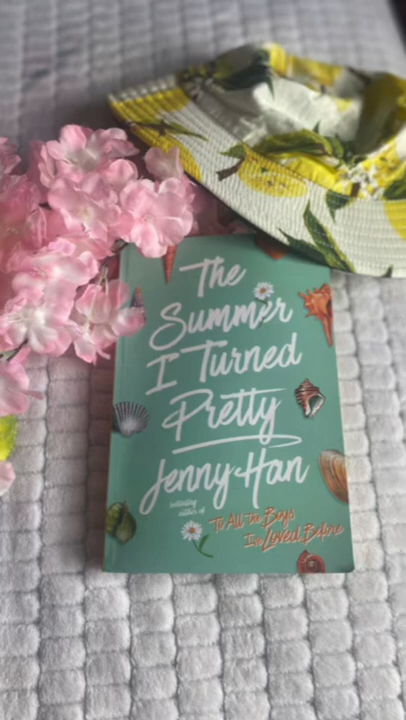 The
Summer
I Turned
Pretty
Jenny Han
bestselling
author of
To All the Boys
I've Loved Before